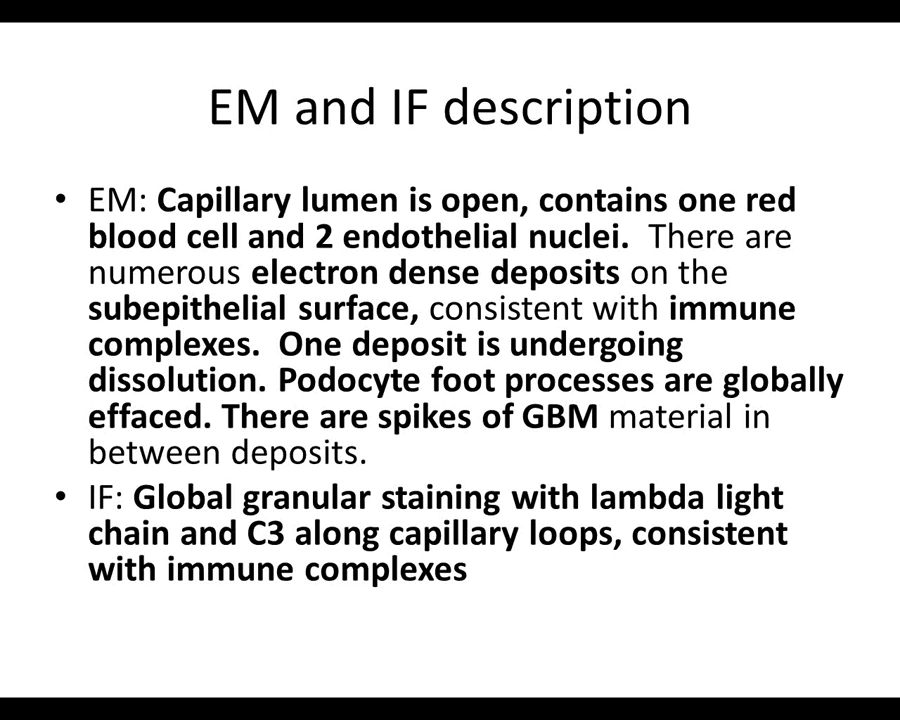 EM and IF description
• EM: Capillary lumen is open, contains one red
blood cell and 2 endothelial nuclei.  There are
numerous electron dense deposits on the
subepithelial surface, consistent with immune
complexes.  One deposit is undergoing
dissolution. Podocyte foot processes are globally
effaced. There are spikes of GBM material in
between deposits.
• IF: Global granular staining with lambda light
chain and C3 along capillary loops, consistent
with immune complexes